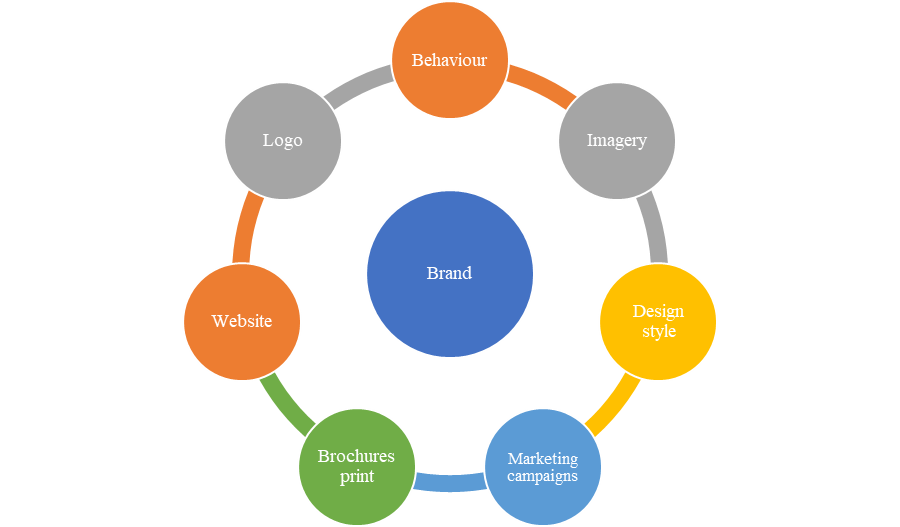 Behaviour
Logo
Imagery
Brand
Website
Design
style
Brochures
print
Marketing
campaigns